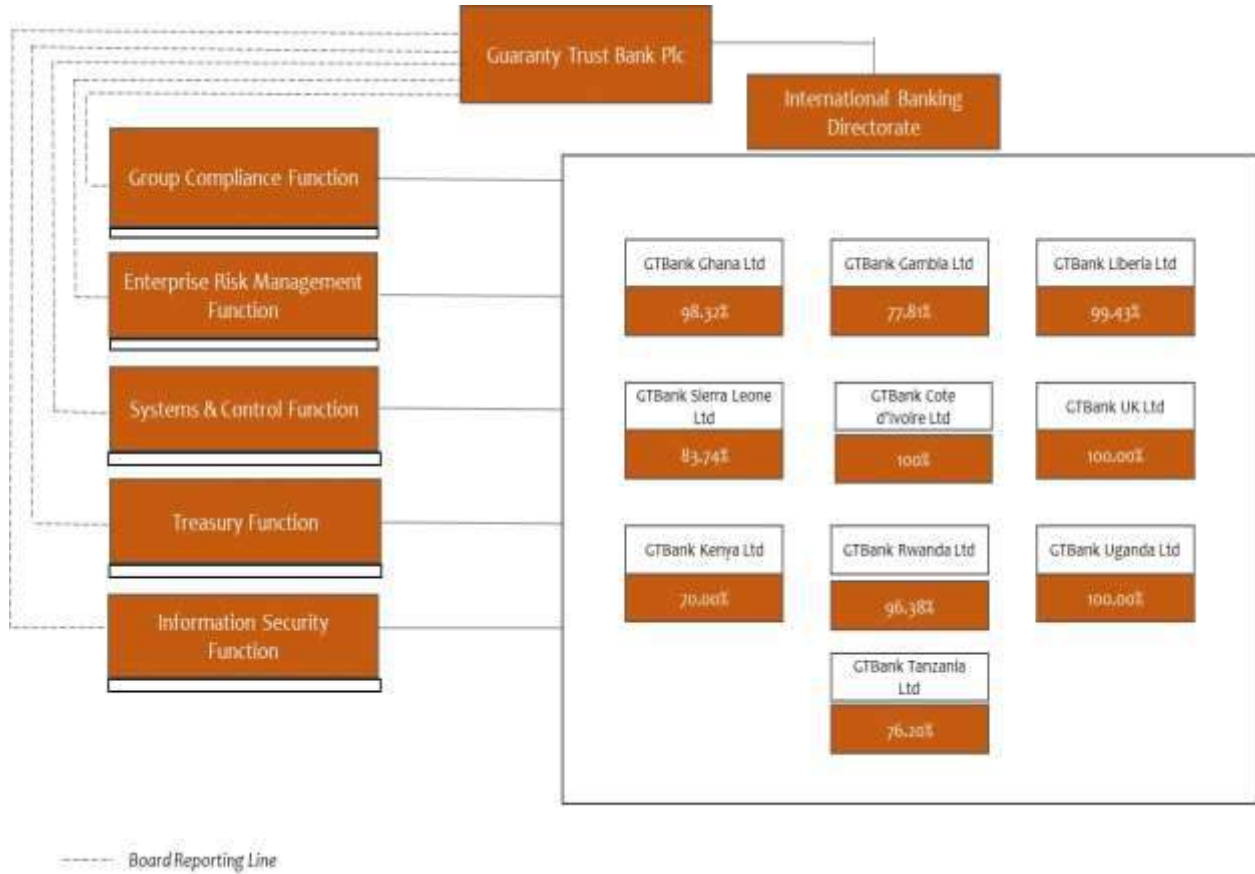 Guaranty Trust Bank Plc
International Banking
Directorate
Group Compliance Function
Enterprise Risk Management
Function
Systems & Control Function
Treasury Function
Information Security
Function
GTBank Ghana Ltd
98.32%
GTBank Gambia Ltd
77.81%
GTBank Liberia Ltd
99.43%
GTBank Sierra Leone
Ltd
83.74%
GTBank Cote
d'ivoire Ltd
100%
GTBank UK Ltd
100.00%
GTBank Kenya Ltd
70.00%
GTBank Rwanda Ltd
96.38%
GTBank Uganda Ltd
100.00%
GTBank Tanzania
Ltd
76.20%
Board Reporting Line